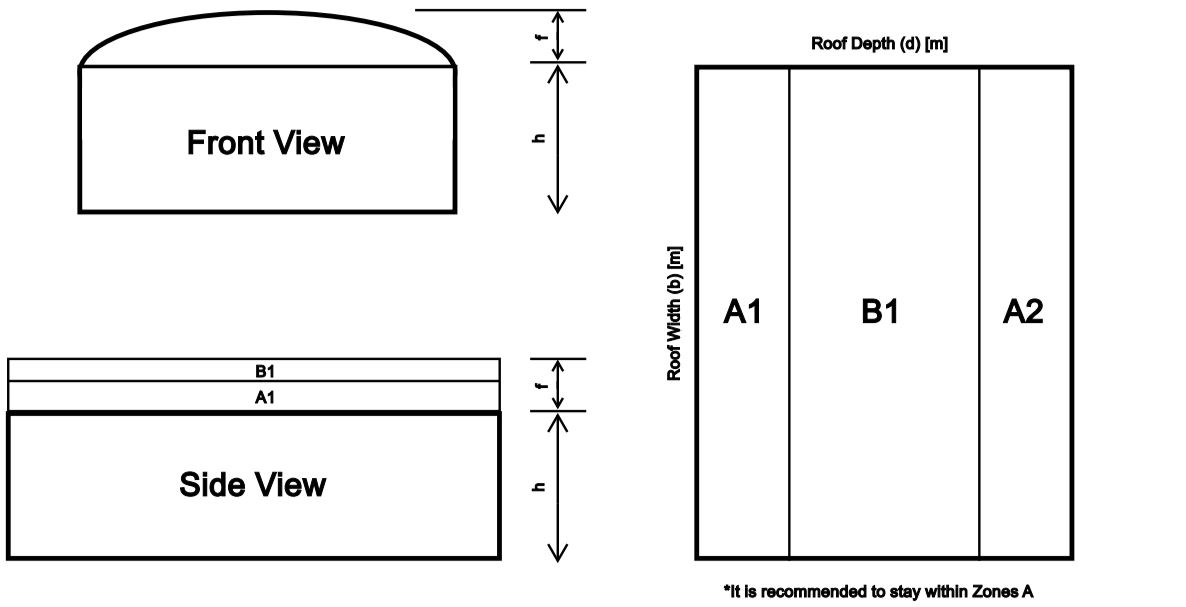 f
Front View
h
B1
A1
f
Side View
h
Roof Depth (d) [m]
Roof Width (b) [m]
A1
B1
A2
*It is recommended to stay within Zones A